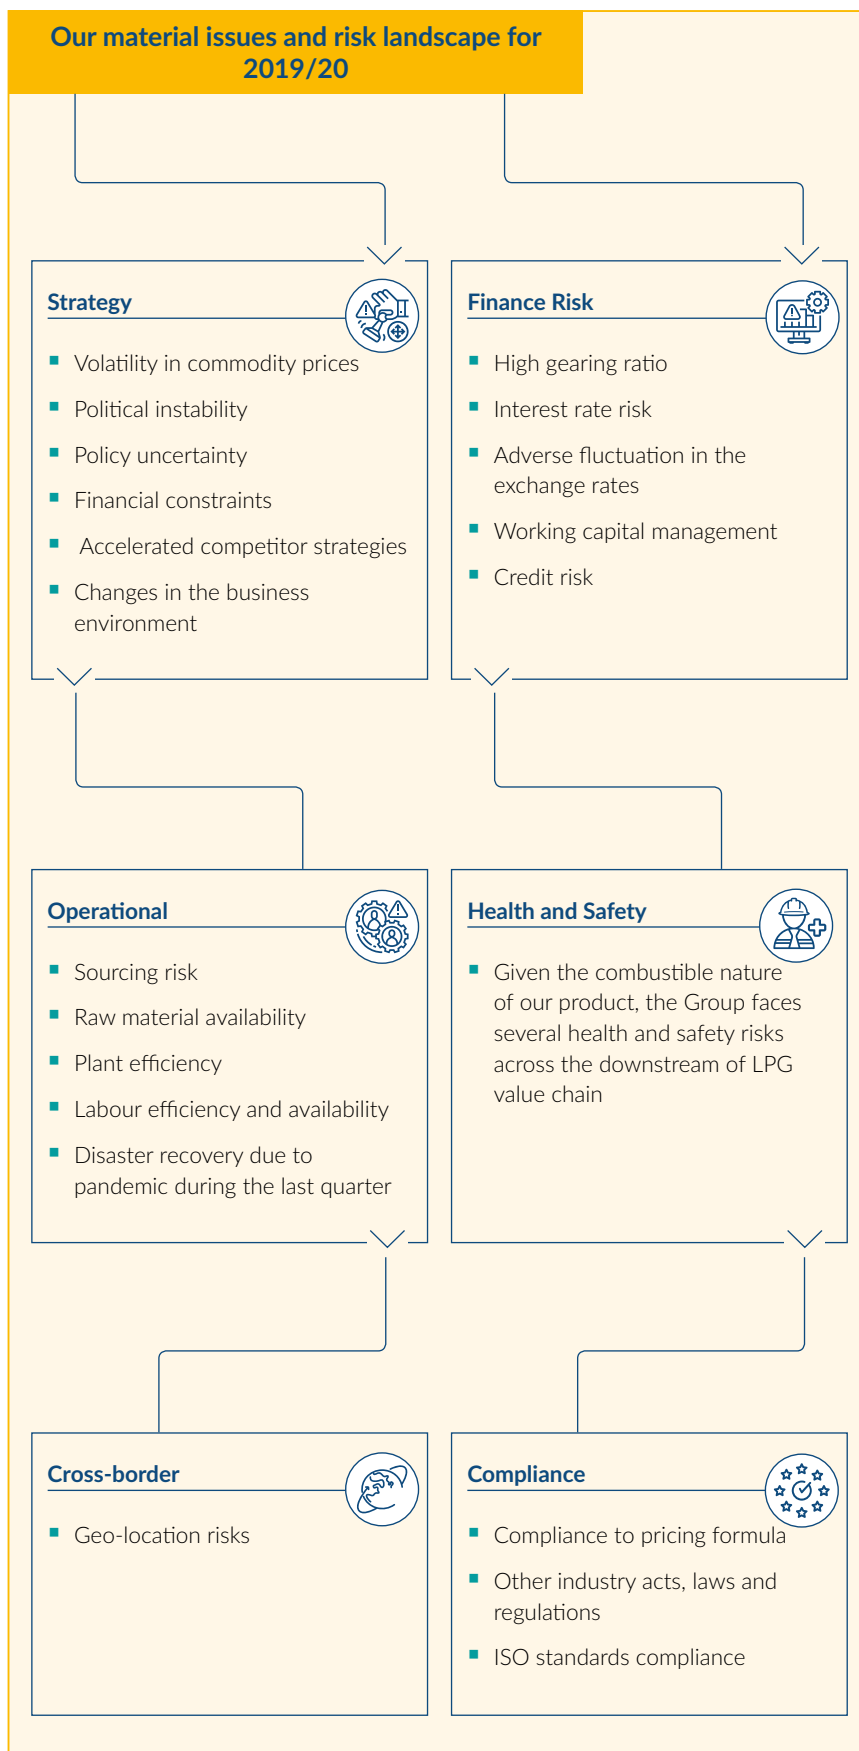 Our material issues and risk landscape for
2019/20
Strategy
Volatility in commodity prices
Political instability
Policy uncertainty
Financial constraints
Accelerated competitor strategies
Changes in the business
environment
Finance Risk
High gearing ratio
Interest rate risk
Adverse fluctuation in the
exchange rates
Working capital management
Credit risk
Operational
Sourcing risk
Raw material availability
Plant efficiency
Labour efficiency and availability
Disaster recovery due to
pandemic during the last quarter
Health and Safety
Given the combustible nature
of our product, the Group faces
several health and safety risks
across the downstream of LPG
value chain
Cross-border
Geo-location risks
Compliance
Compliance to pricing formula
Other industry acts, laws and
regulations
ISO standards compliance